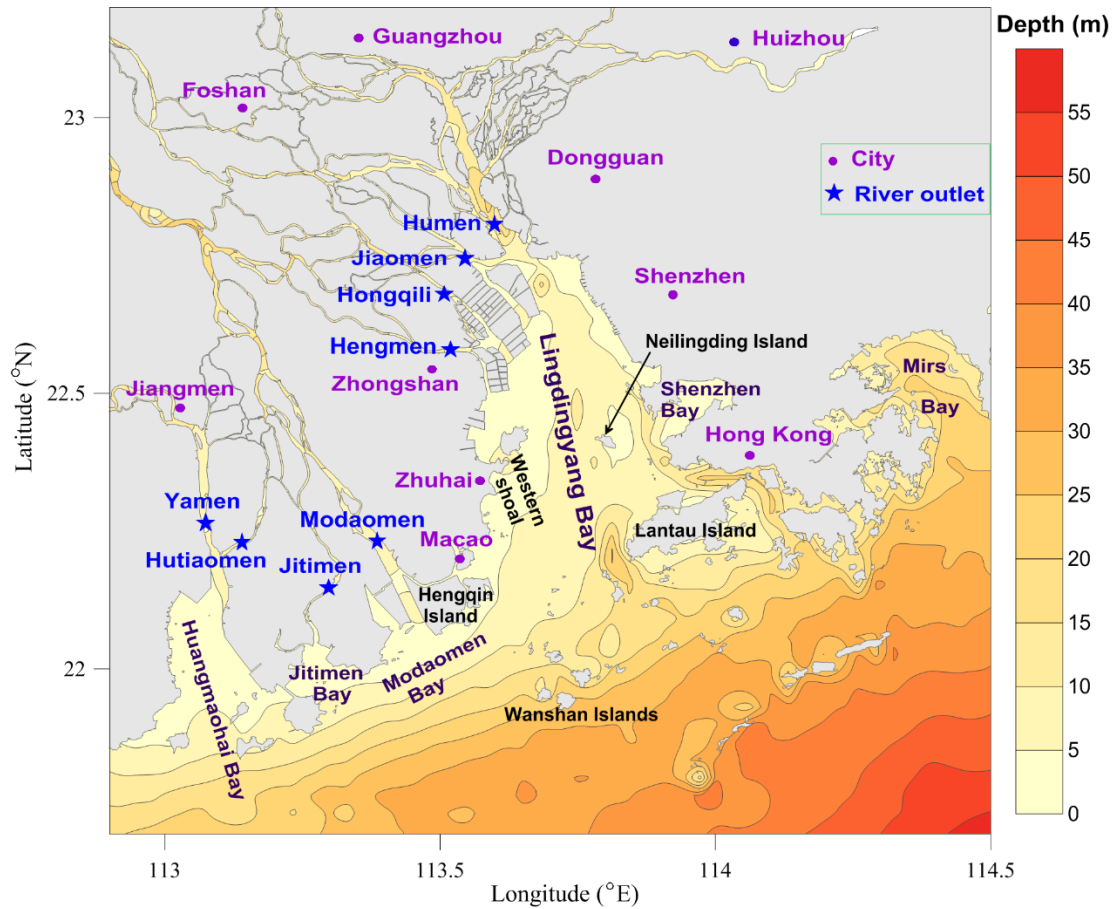 Depth (m)
Guangzhou
Huizhou
Foshan
Dongguan
City
River outlet
Humen
Jiaomen
Hongqili
Hengmen
Zhongshan
Shenzhen
Neilingding Island
Lingdingyang Bay
Shenzhen
Bay
Mirs
Bay
Jiangmen
Hong Kong
Zhuhai
Western
shoal
Yamen
Modaomen
Macao
Lantau Island
Hutiaomen
Jitimen
Hengqin
Island
Huangmaohai Bay
Jitimen
Bay
Modaomen
Bay
Wanshan Islands
23
22.5
22
Latitude (°N)
113
113.5
114
114.5
Longitude (°E)
55
50
45
40
35
30
25
20
15
10
5
0